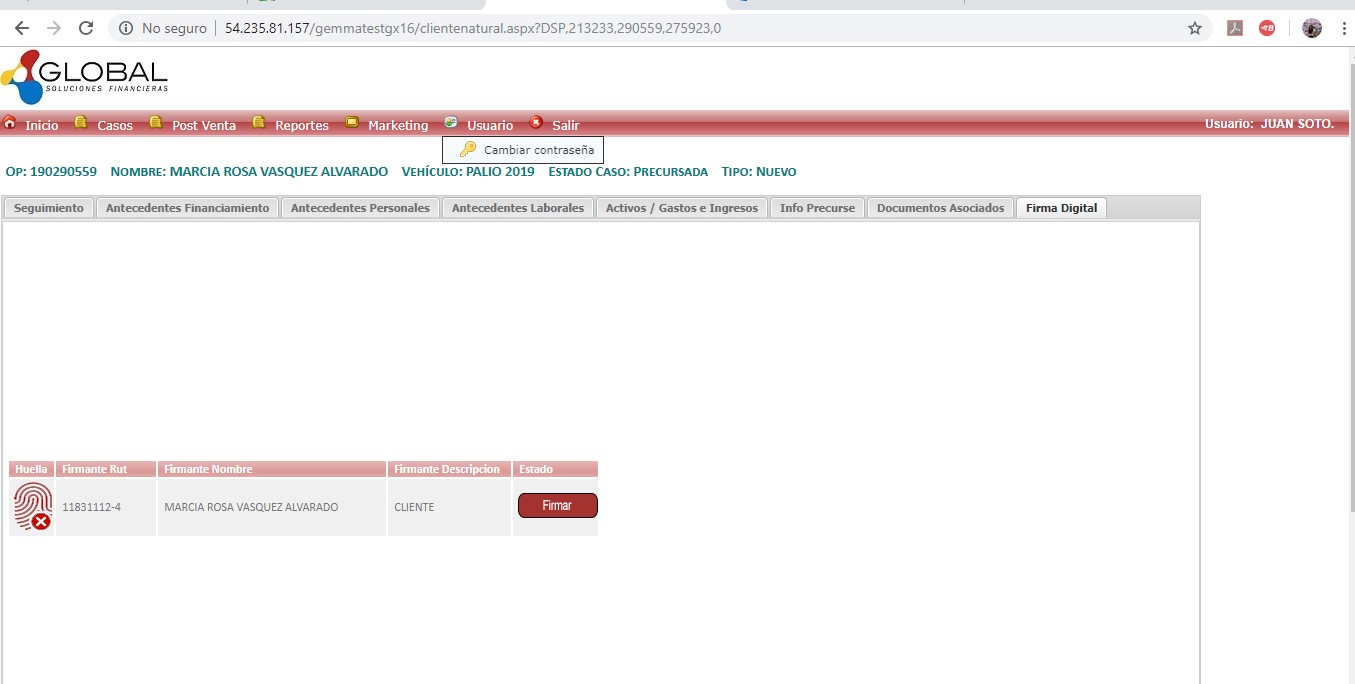 No seguro | 54.235.81.157/gemmatestgx16/clientenatural.aspx?DSP,213233,290559,275923,0
GLOBAL
SOLUCIONES FINANCIERAS
Inicio Casos Post Venta Reportes Marketing Usuario Salir Usuario: JUAN SOTO.
Cambiar contraseña
OP: 190290559 NOMBRE: MARCIA ROSA VASQUEZ ALVARADO VEHÍCULO: PALIO 2019 ESTADO CASO: PRECURSADA TIPO: NUEVO
Seguimiento Antecedentes Financiamiento Antecedentes Personales Antecedentes Laborales Activos / Gastos e Ingresos Info Precurse Documentos Asociados Firma Digital
Huella Firmante Rut Firmante Nombre Firmante Descripcion Estado
11831112-4 MARCIA ROSA VASQUEZ ALVARADO CLIENTE Firmar